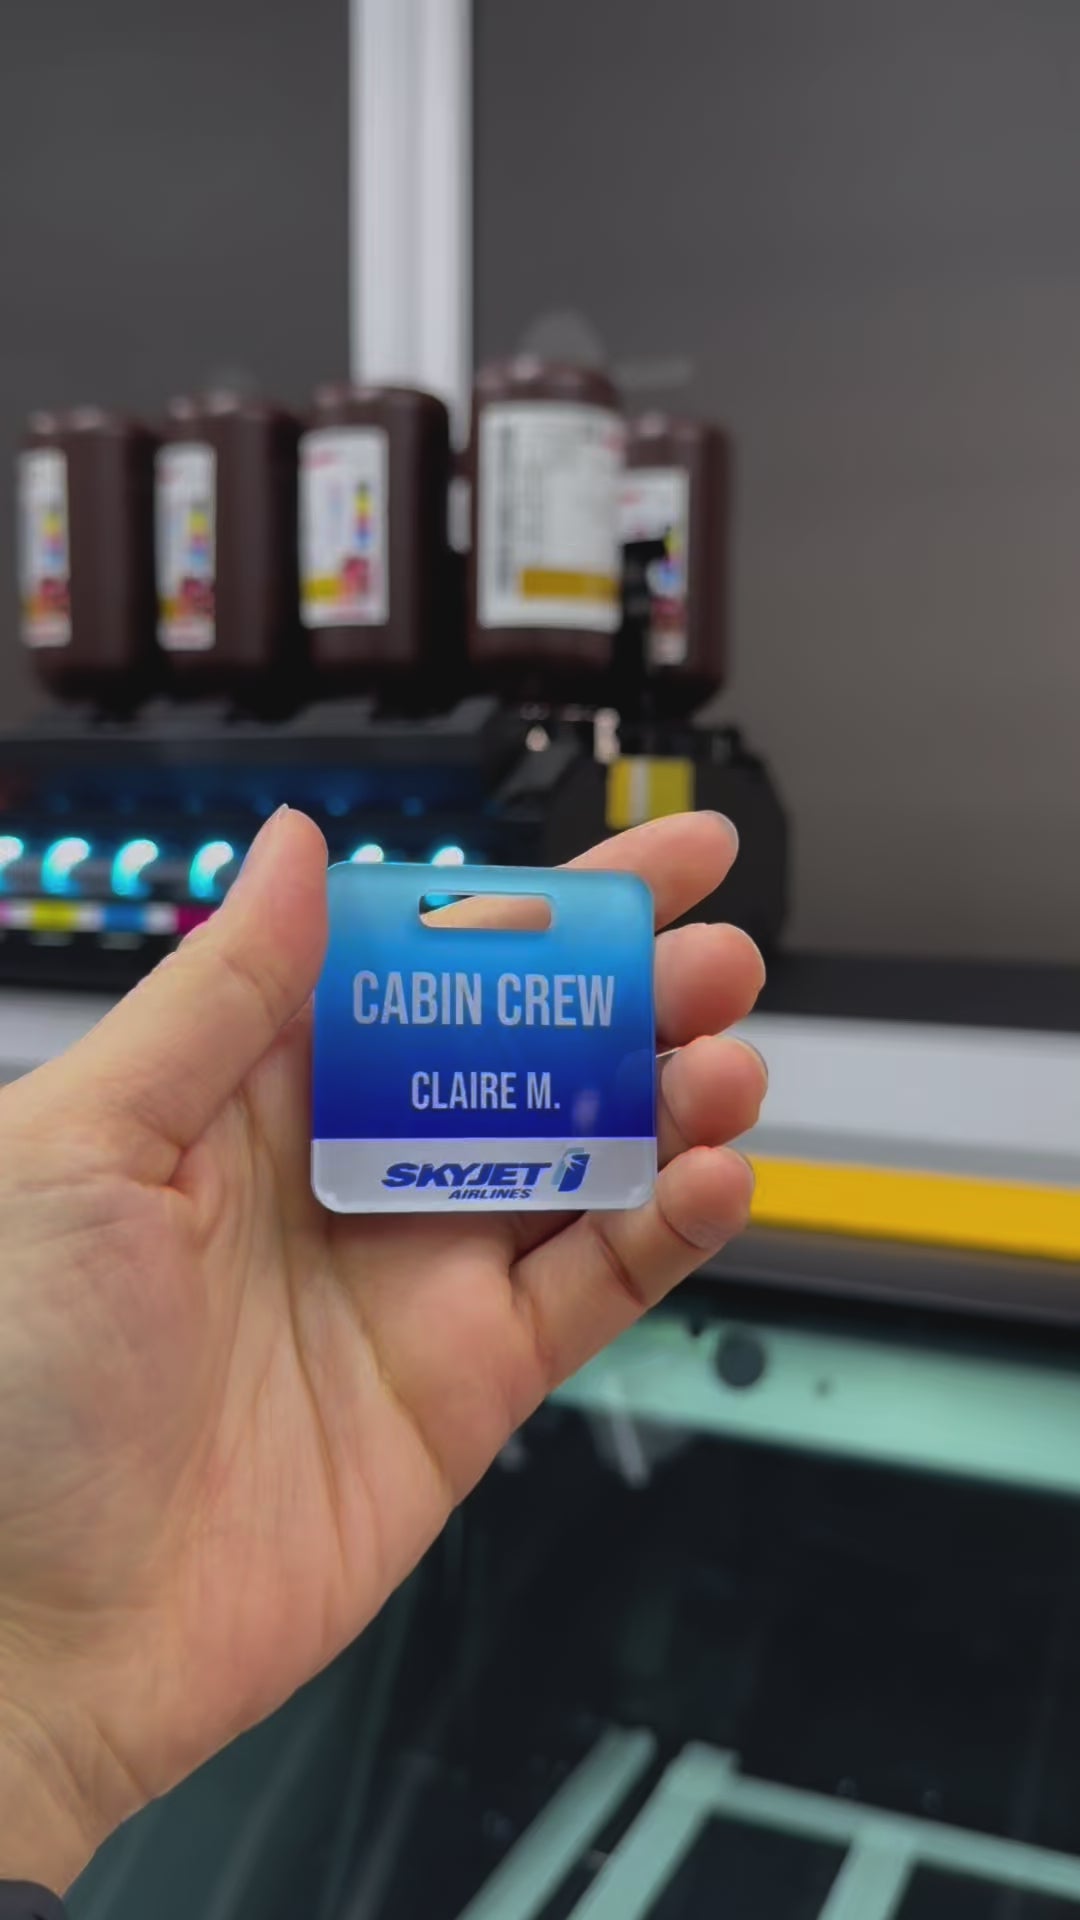 CABIN CREW
CLAIRE M.
SKYJET
AIRLINES